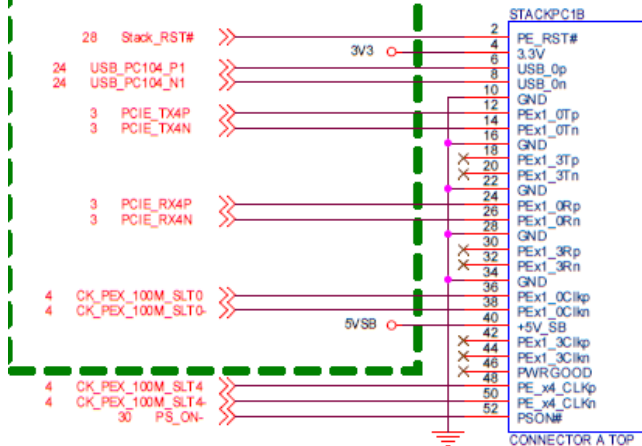 STACKPC1B
28 Stack_RST# 2 PE_RST#
3V3 4 3.3V
24 USB_PC104_P1 6 USB_0p
24 USB_PC104_N1 8 USB_0n
10 GND
3 PCIE_TX4P 12 PEx1_0Tp
3 PCIE_TX4N 14 PEx1_0Tn
16 GND
18 PEx1_3Tp
20 PEx1_3Tn
22 GND
3 PCIE_RX4P 24 PEx1_0Rp
3 PCIE_RX4N 26 PEx1_0Rn
28 GND
30 PEx1_3Rp
32 PEx1_3Rn
34 GND
4 CK_PEX_100M_SLT0 36 PEx1_0Clkp
4 CK_PEX_100M_SLT0- 38 PEx1_0Clkn
5VSB 40 +5V_SB
42 PEx1_3Clkp
44 PEx1_3Clkn
46 PWRGOOD
4 CK_PEX_100M_SLT4 48 PE_x4_CLKp
4 CK_PEX_100M_SLT4- 50 PE_x4_CLKn
30 PS_ON- 52 PSON#
CONNECTOR A TOP